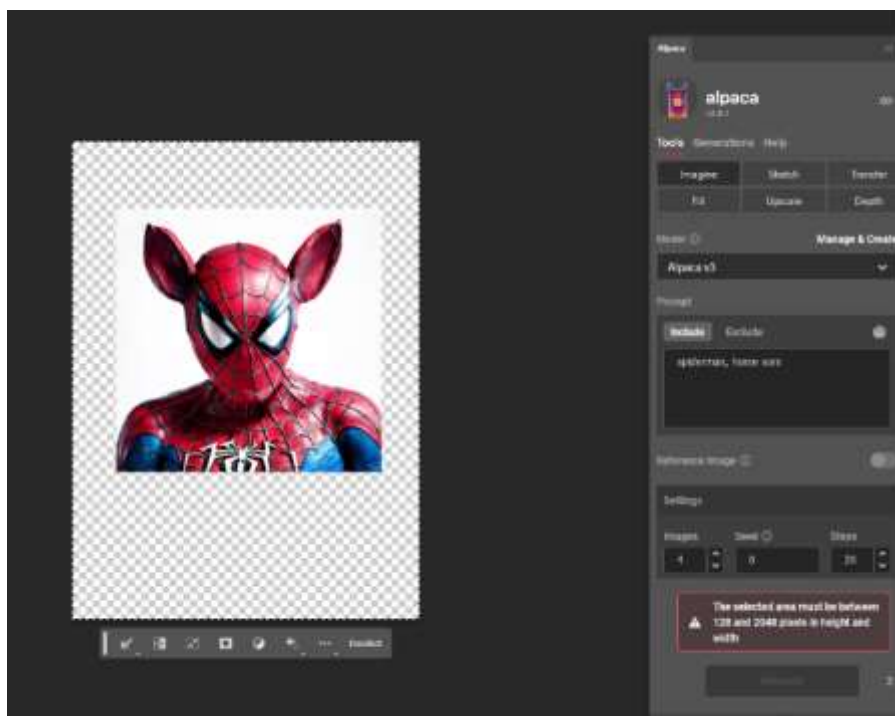 Alpaca
alpaca
Tools Generations Help
Imagine Sketch Transfer
Fill Upscale Depth
Model Manage & Create
Alpaca v3
Prompt
Include Exclude
spiderman,
Reference Image
Settings
Images Seed Steps
4 0 20
The selected area must be between
128 and 2048 pixels in height and
width
Deselect